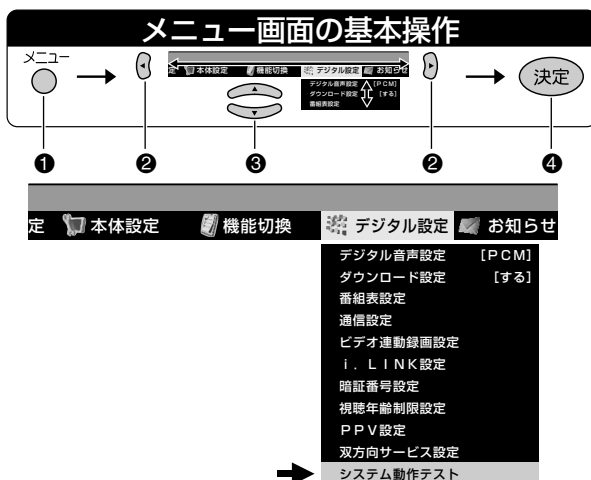 メニュー画面の基本操作
メニュー
定 本体設定 機能切換 デジタル設定 お知らせ
デジタル音声設定 [PCM]
ダウンロード設定 [する]
番組表設定
決定
❶ ❷ ❸ ❷ ❹
定 本体設定 機能切換 デジタル設定 お知らせ
デジタル音声設定 [PCM]
ダウンロード設定 [する]
番組表設定
通信設定
ビデオ連動録画設定
i.LINK設定
暗証番号設定
視聴年齢制限設定
PPV設定
双方向サービス設定
システム動作テスト